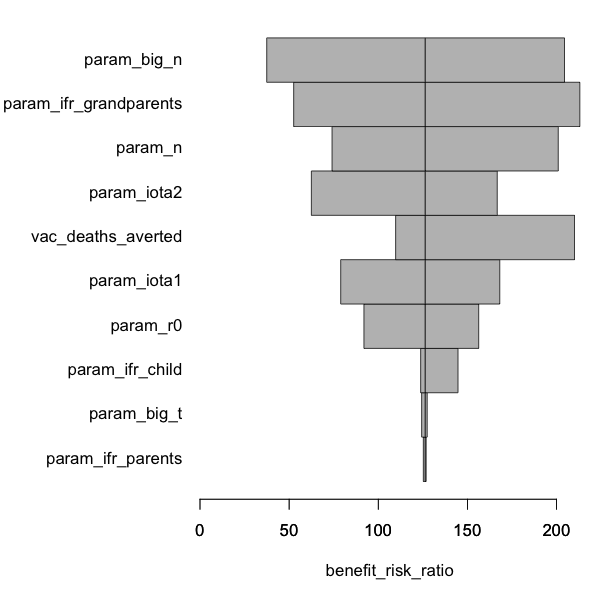 param_big_n
param_ifr_grandparents
param_n
param_iota2
vac_deaths_averted
param_iota1
param_r0
param_ifr_child
param_big_t
param_ifr_parents
0 50 100 150 200
benefit_risk_ratio